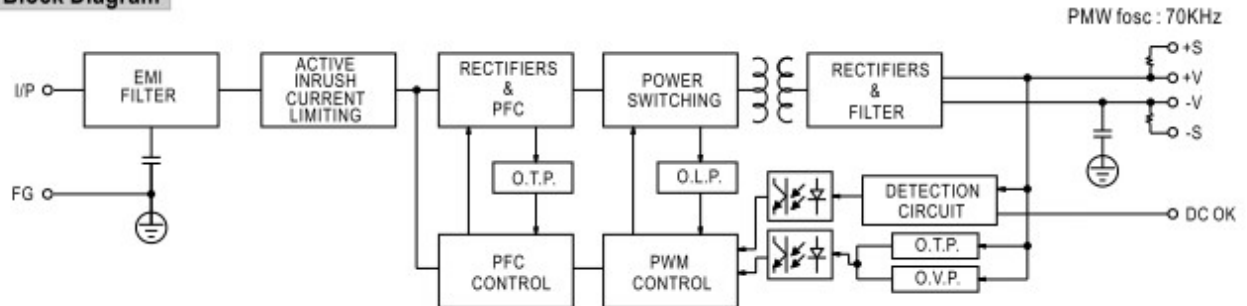 Block Diagram
PMW fosc : 70KHz
I/P
EMI
FILTER
ACTIVE
INRUSH
CURRENT
LIMITING
RECTIFIERS
&
PFC
POWER
SWITCHING
RECTIFIERS
&
FILTER
+S
+V
-V
-S
FG
O.T.P.
O.L.P.
DETECTION
CIRCUIT
DC OK
PFC
CONTROL
PWM
CONTROL
O.T.P.
O.V.P.